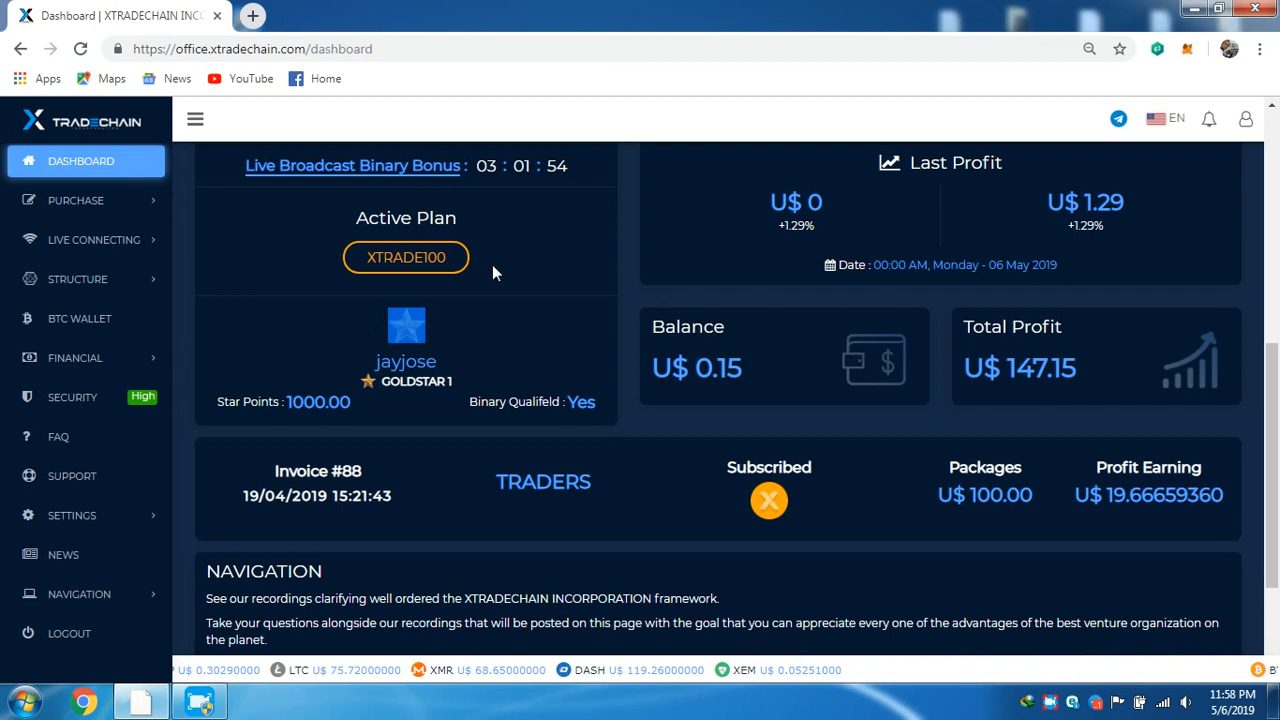 Dashboard | XTRADECHAIN INCO
https://office.xtradechain.com/dashboard
Apps
Maps
News
YouTube
Home
TRADECHAIN
EN
DASHBOARD
PURCHASE
LIVE CONNECTING
STRUCTURE
BTC WALLET
FINANCIAL
SECURITY
High
FAQ
SUPPORT
SETTINGS
NEWS
NAVIGATION
LOGOUT
Live Broadcast Binary Bonus : 03 : 01 : 54
Active Plan
XTRADE100
jayjose
GOLDSTAR 1
Star Points : 1000.00
Binary Qualifeld : Yes
Last Profit
U$ 0
+1.29%
U$ 1.29
+1.29%
Date : 00:00 AM, Monday - 06 May 2019
Balance
U$ 0.15
Total Profit
U$ 147.15
Invoice #88
19/04/2019 15:21:43
TRADERS
Subscribed
X
Packages
U$ 100.00
Profit Earning
U$ 19.66659360
NAVIGATION
See our recordings clarifying well ordered the XTRADECHAIN INCORPORATION framework.
Take your questions alongside our recordings that will be posted on this page with the goal that you can appreciate every one of the advantages of the best venture organization on
the planet.
U$ 0.30290000 LTC U$ 75.72000000 XMR U$ 68.65000000 DASH U$ 119.26000000 XEM U$ 0.05251000
11:58 PM
5/6/2019